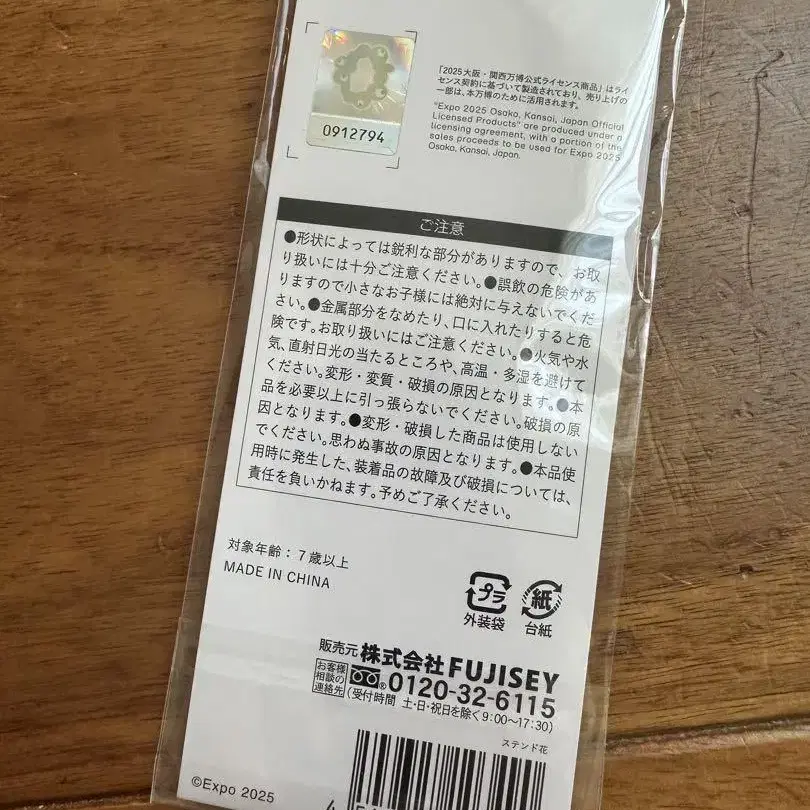 0912794
「2025大阪・関西万博公式ライセンス商品」はライ
センス契約に基づいて製造されており、売り上げの
一部は、本万博のために活用されます。
"Expo 2025 Osaka, Kansai, Japan Official
Licensed Products" are produced under a
licensing agreement, with a portion of the
sales proceeds to be used for Expo 2025
Osaka, Kansai, Japan.
ご注意
●形状によっては鋭利な部分がありますので、お取
り扱いには十分ご注意ください。●誤飲の危険があ
りますので小さなお子様には絶対に与えないでくだ
さい。●金属部分をなめたり、口に入れたりすると危
険です。お取り扱いにはご注意ください。●火気や水
気、直射日光の当たるところや、高温・多湿を避けて
ください。変形・変質・破損の原因となります。●本
品を必要以上に引っ張らないでください。破損の原
因となります。●変形・破損した商品は使用しない
でください。思わぬ事故の原因となります。●本品使
用時に発生した、装着品の故障及び破損については、
責任を負いかねます。予めご了承ください。
対象年齢：7歳以上
MADE IN CHINA
プラ
外装袋
紙
台紙
販売元 株式会社FUJISEY
お客様
相談の
連絡先
0120-32-6115
(受付時間 土・日・祝日を除く9:00〜17:30)
ステンド花
©Expo 2025